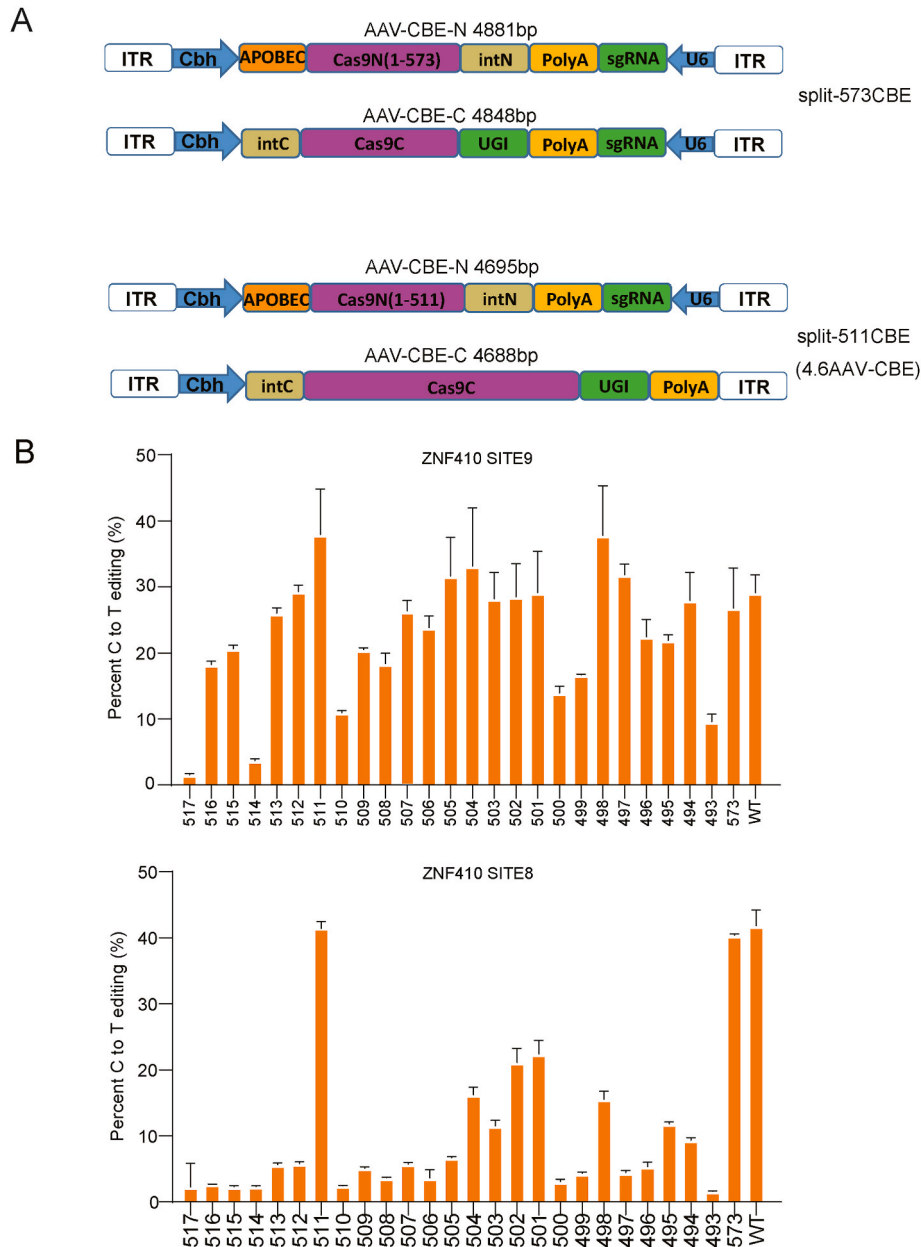 A
AAV-CBE-N 4881bp
ITR Cbh APOBEC Cas9N(1-573) intN PolyA sgRNA U6 ITR
split-573CBE
AAV-CBE-C 4848bp
ITR Cbh intC Cas9C UGI PolyA sgRNA U6 ITR
AAV-CBE-N 4695bp
ITR Cbh APOBEC Cas9N(1-511) intN PolyA sgRNA U6 ITR
split-511CBE
(4.6AAV-CBE)
AAV-CBE-C 4688bp
ITR Cbh intC Cas9C UGI PolyA ITR
B
ZNF410 SITE9
Percent C to T editing (%)
50
40
30
20
10
0
517 516 515 514 513 512 511 510 509 508 507 506 505 504 503 502 501 500 499 498 497 496 495 494 493 573 WT
ZNF410 SITE8
Percent C to T editing (%)
50
40
30
20
10
0
517 516 515 514 513 512 511 510 509 508 507 506 505 504 503 502 501 500 499 498 497 496 495 494 493 573 WT